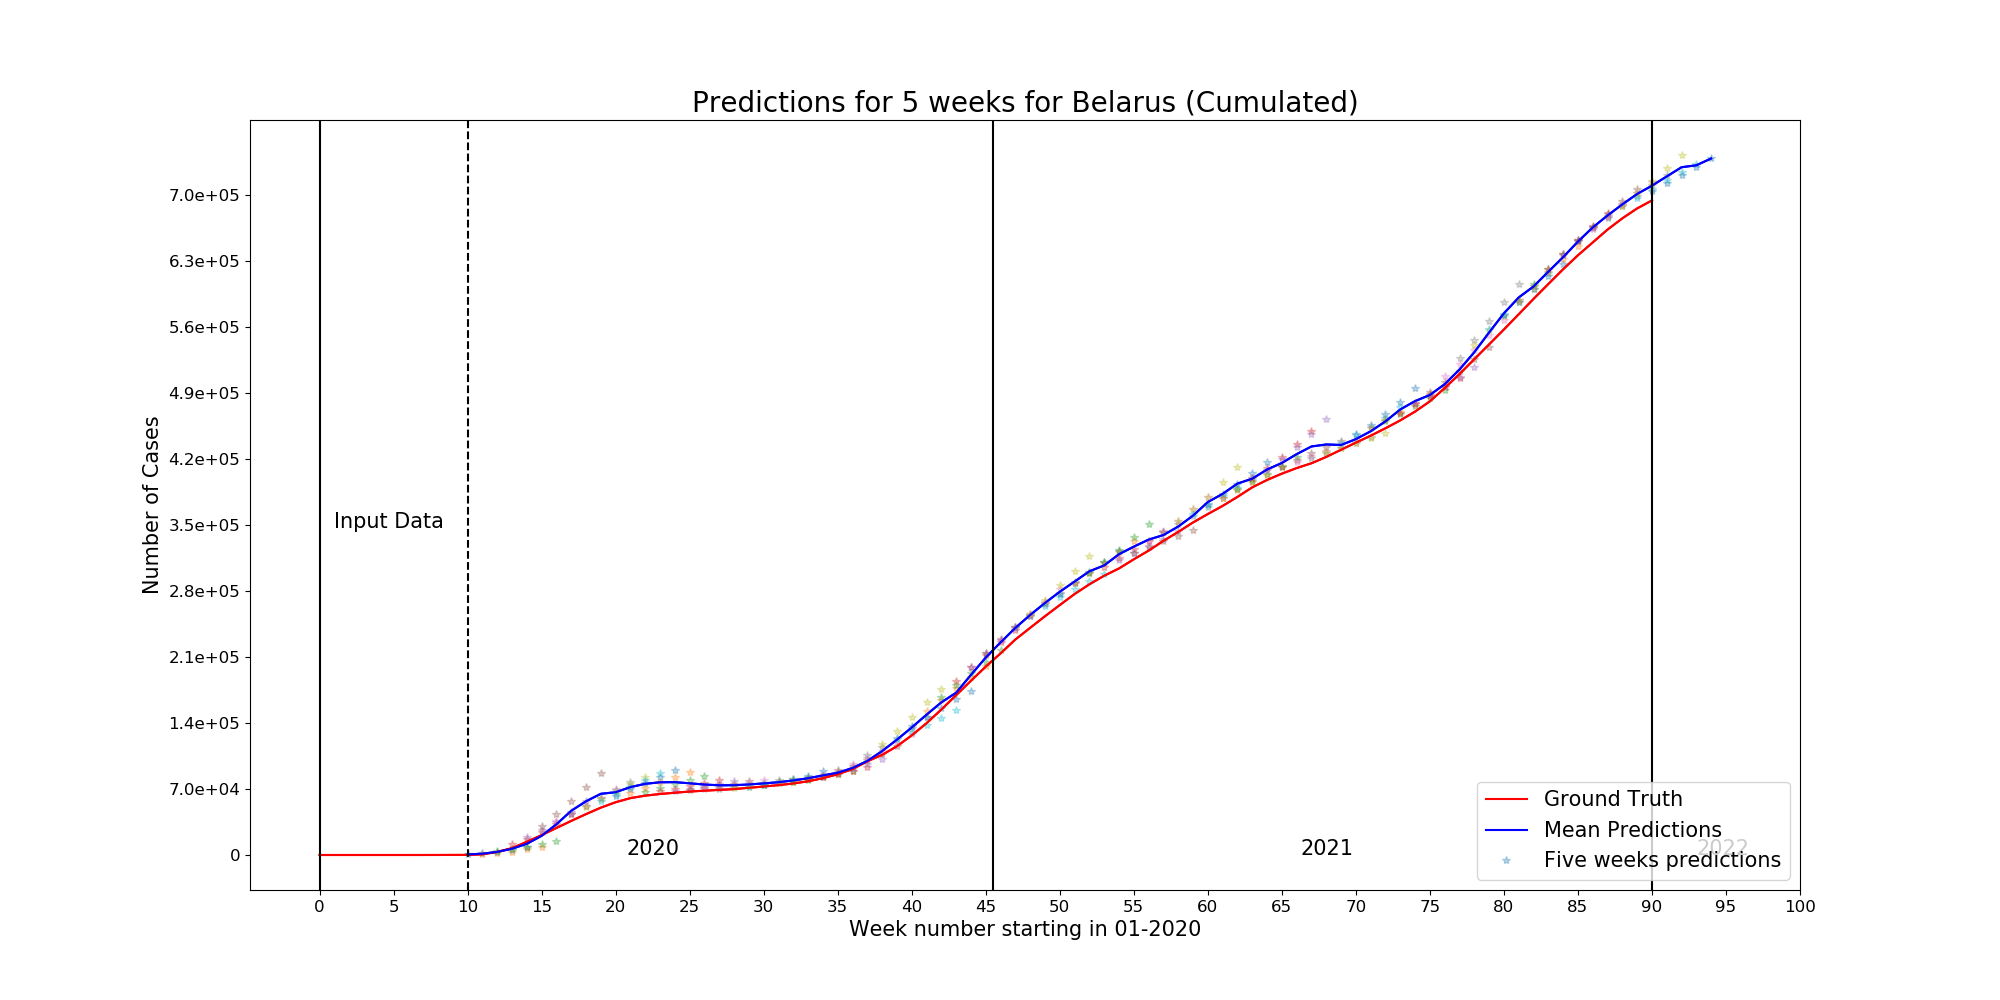 Predictions for 5 weeks for Belarus (Cumulated)
7.0e+05
6.3e+05
5.6e+05
4.9e+05
4.2e+05
3.5e+05
2.8e+05
2.1e+05
1.4e+05
7.0e+04
0
Number of Cases
Input Data
2020
2021
2022
Ground Truth
Mean Predictions
Five weeks predictions
0 5 10 15 20 25 30 35 40 45 50 55 60 65 70 75 80 85 90 95 100
Week number starting in 01-2020